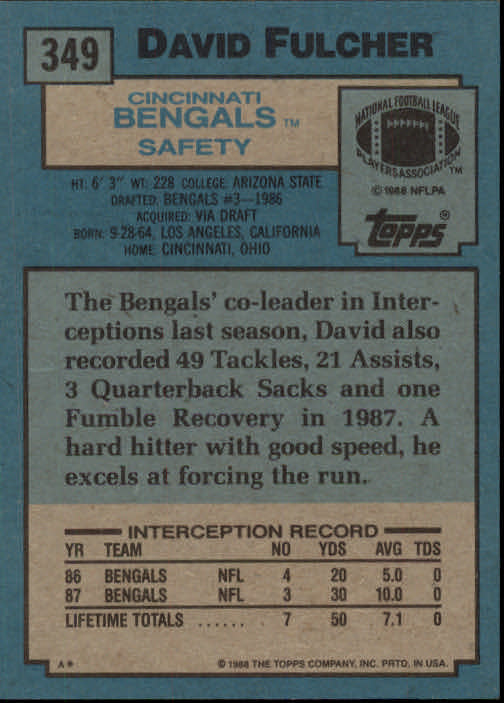 349
DAVID FULCHER
CINCINNATI
BENGALS™
SAFETY
NATIONAL FOOTBALL LEAGUE
PLAYERS ASSOCIATION™
© 1988 NFLPA
Topps®
HT: 6' 3" WT: 228 COLLEGE: ARIZONA STATE
DRAFTED: BENGALS #3—1986
ACQUIRED: VIA DRAFT
BORN: 9-28-64, LOS ANGELES, CALIFORNIA
HOME: CINCINNATI, OHIO
The Bengals' co-leader in Inter-
ceptions last season, David also
recorded 49 Tackles, 21 Assists,
3 Quarterback Sacks and one
Fumble Recovery in 1987. A
hard hitter with good speed, he
excels at forcing the run.
INTERCEPTION RECORD
YR TEAM NO YDS AVG TDS
86 BENGALS NFL 4 20 5.0 0
87 BENGALS NFL 3 30 10.0 0
LIFETIME TOTALS ...... 7 50 7.1 0
A* © 1988 THE TOPPS COMPANY, INC. PRTD. IN USA.